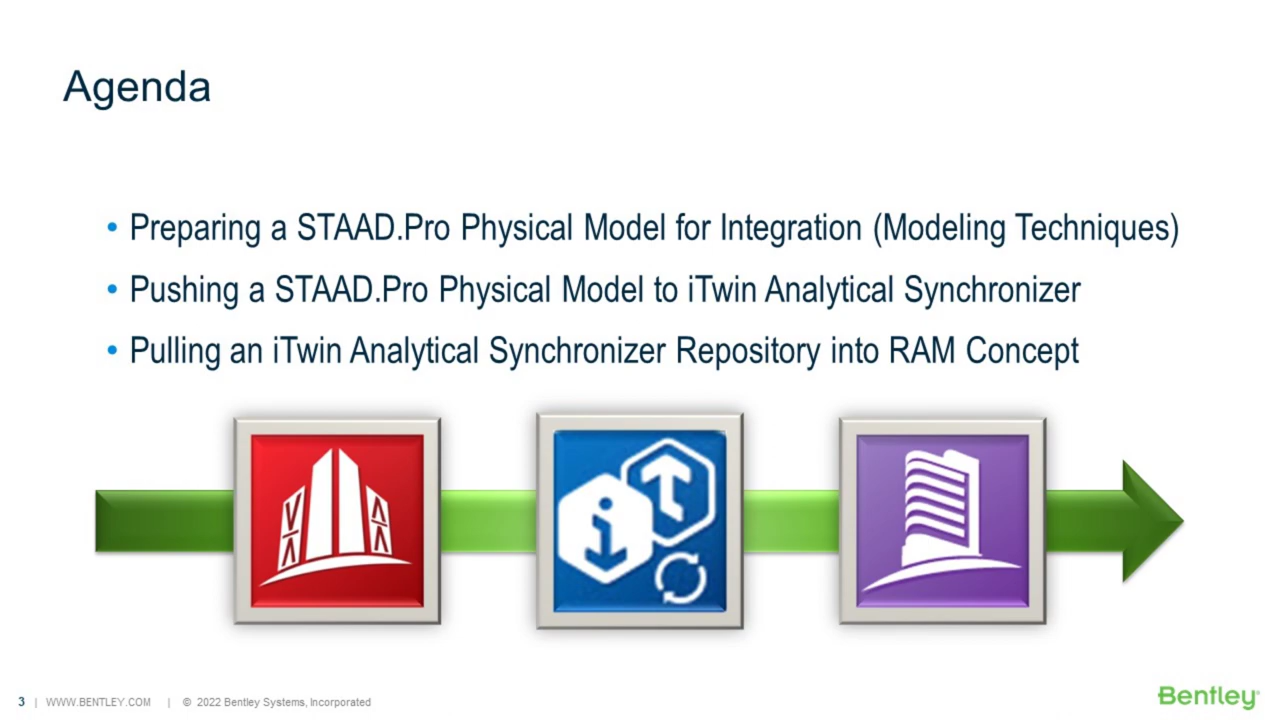 Agenda
• Preparing a STAAD.Pro Physical Model for Integration (Modeling Techniques)
• Pushing a STAAD.Pro Physical Model to iTwin Analytical Synchronizer
• Pulling an iTwin Analytical Synchronizer Repository into RAM Concept
3 | WWW.BENTLEY.COM | © 2022 Bentley Systems, Incorporated
Bentley